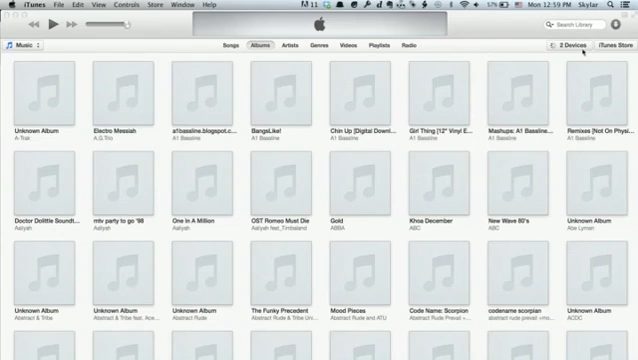 iTunes File Edit View Controls Store Window Help 11 57% Mon 12:59 PM Skylar
Search Library
Music Songs Albums Artists Genres Videos Playlists Radio 2 Devices iTunes Store
Unknown Album Electro Messiah a1bassline.blogspot.c... BangsLike! Chin Up [Digital Downl... Girl Thing [12" Vinyl E... Mashups: A1 Bassline... Remixes [Not On Physi...
A-Trak A.G.Trio A1 Bassline A1 Bassline A1 Bassline A1 Bassline A1 Bassline A1 Bassline
Doctor Dolittle Soundt... mtv party to go '98 One In A Million OST Romeo Must Die Gold Khoa December New Wave 80's Unknown Album
Aaliyah Aaliyah Aaliyah Aaliyah feat_Timbaland ABBA ABC ABC Abe Lyman
Unknown Album Unknown Album Unknown Album The Funky Precedent Mood Pieces Code Name: Scorpion codename scorpian Unknown Album
Abstract & Tribe Abstract & Tribe feat. Ace... Abstract Rude Abstract Rude & Tribe Un... Abstract Rude and ATU Abstract Rude Prevail +M... abstract rude prevail +mo... ACDC